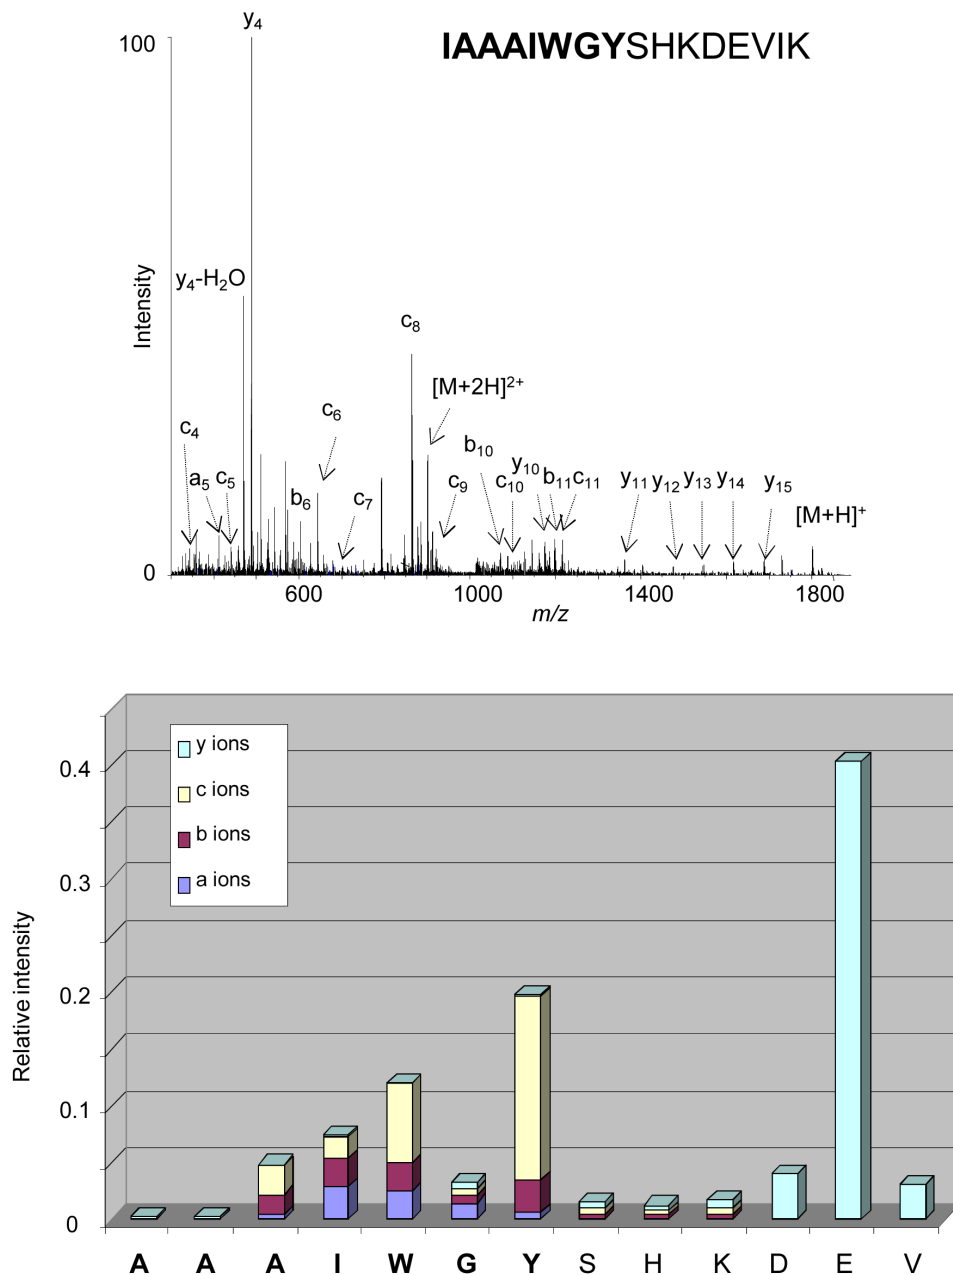 y₄
100
IAAAIWGYSHKDEVIK
y₄-H₂O
Intensity
c₈
[M+2H]²⁺
c₆
c₄
b₁₀
a₅ c₅
b₆
c₇
c₉
c₁₀
y₁₀
b₁₁ c₁₁
y₁₁ y₁₂ y₁₃ y₁₄
y₁₅
[M+H]⁺
0
600 1000 1400 1800
m/z
y ions
c ions
b ions
a ions
0.4
0.3
0.2
0.1
0
Relative intensity
A A A I W G Y S H K D E V